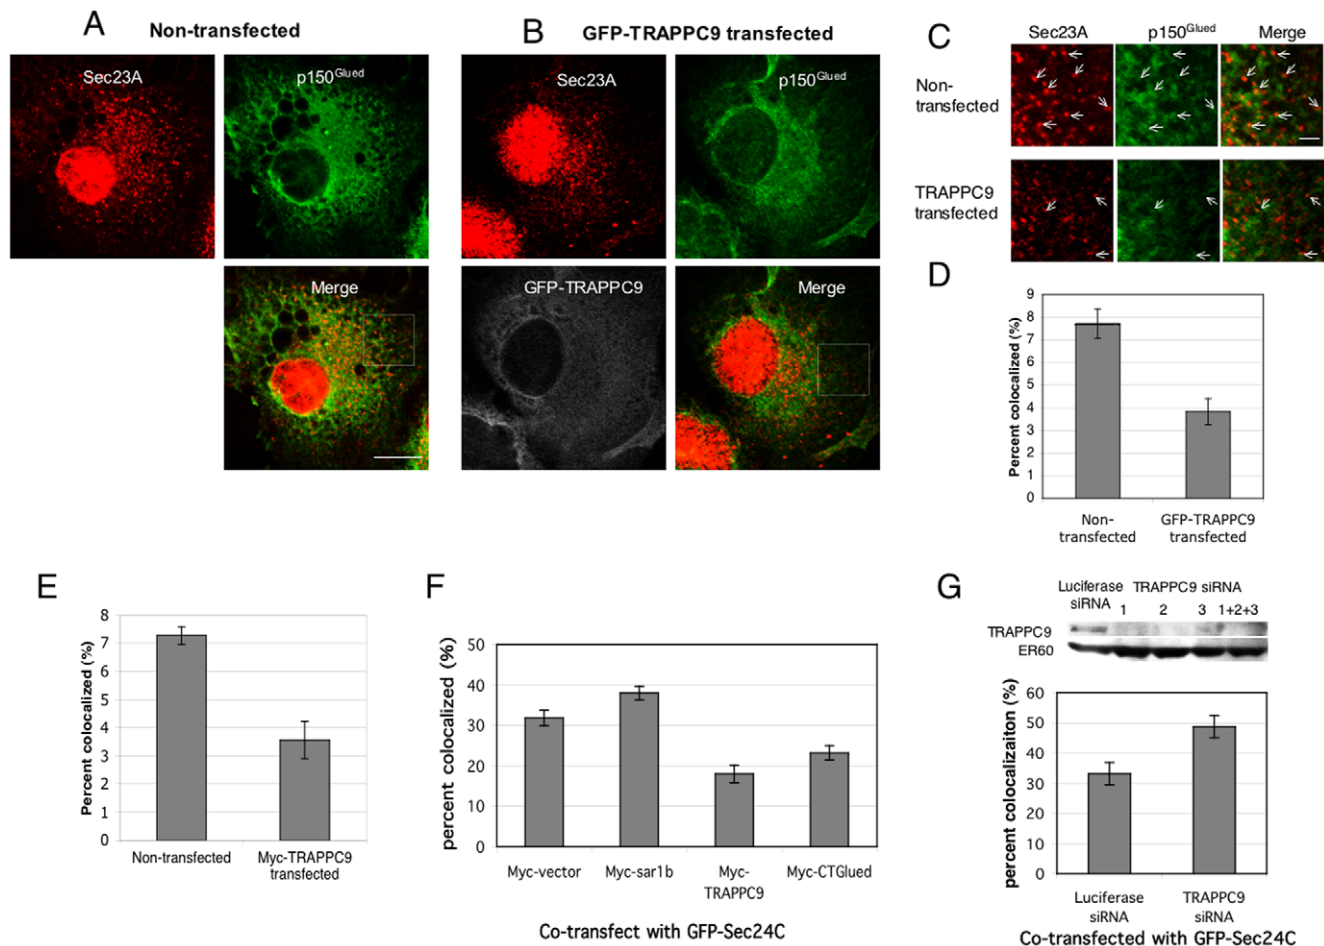 A Non-transfected
B GFP-TRAPPC9 transfected
Sec23A
p150Glued
Merge
Sec23A
p150Glued
GFP-TRAPPC9
Merge
C
Sec23A p150Glued Merge
Non-
transfected
TRAPPC9
transfected
D
Percent colocalized (%)
9
8
7
6
5
4
3
2
1
0
Non-
transfected
GFP-TRAPPC9
transfected
E
Percent colocalized (%)
8
7
6
5
4
3
2
1
0
Non-transfected
Myc-TRAPPC9
transfected
F
percent colocalized (%)
50
40
30
20
10
0
Myc-vector
Myc-sar1b
Myc-
TRAPPC9
Myc-CTGlued
Co-transfect with GFP-Sec24C
G
Luciferase
siRNA
TRAPPC9 siRNA
1 2 3 1+2+3
TRAPPC9
ER60
percent colocalizaiton (%)
60
50
40
30
20
10
0
Luciferase
siRNA
TRAPPC9
siRNA
Co-transfected with GFP-Sec24C